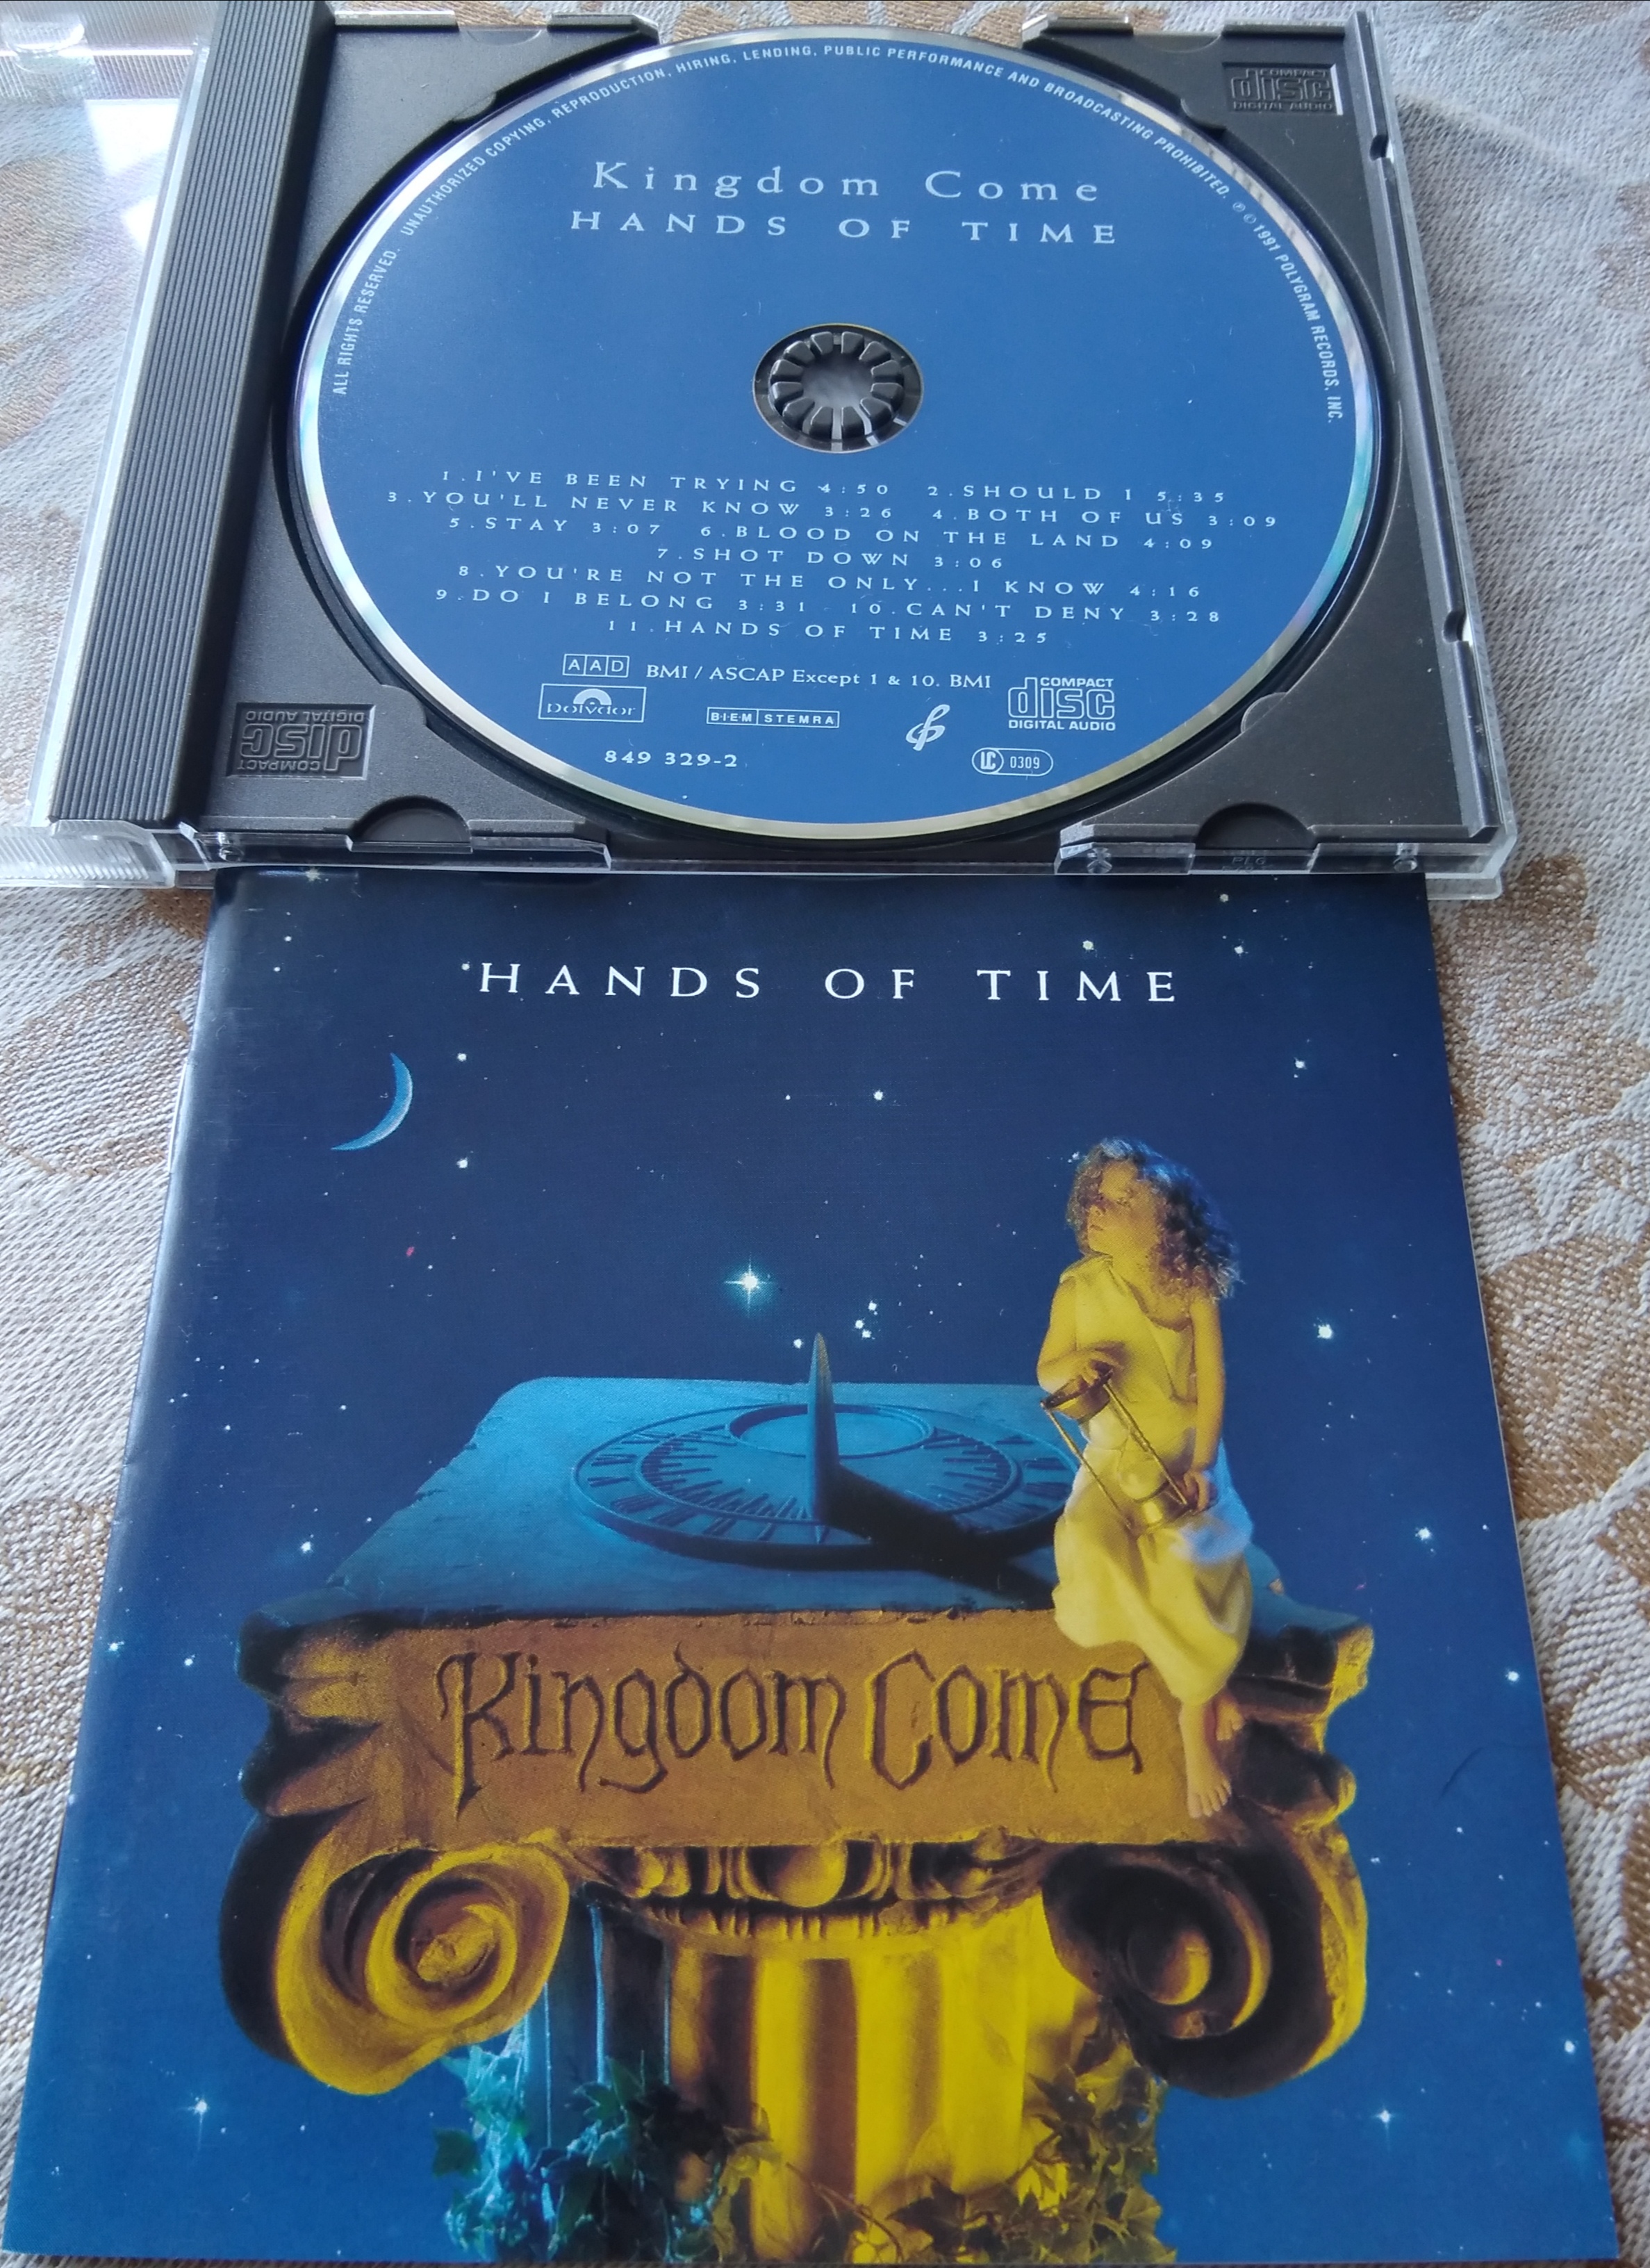 ALL RIGHTS RESERVED. UNAUTHORIZED COPYING, REPRODUCTION, HIRING, LENDING, PUBLIC PERFORMANCE AND BROADCASTING PROHIBITED. ℗ © 1991 POLYGRAM RECORDS, INC.
COMPACT
disc
DIGITAL AUDIO
Kingdom Come
HANDS OF TIME
1.I'VE BEEN TRYING 4:50 2.SHOULD I 5:35
3.YOU'LL NEVER KNOW 3:26 4.BOTH OF US 3:09
5.STAY 3:07 6.BLOOD ON THE LAND 4:09
7.SHOT DOWN 3:06
8.YOU'RE NOT THE ONLY...I KNOW 4:16
9.DO I BELONG 3:31 10.CAN'T DENY 3:28
11.HANDS OF TIME 3:25
AAD BMI / ASCAP Except 1 & 10. BMI
polydor
BIEM STEMRA
COMPACT
disc
DIGITAL AUDIO
849 329-2
LC 0309
COMPACT
disc
DIGITAL AUDIO
HANDS OF TIME
Kingdom Come